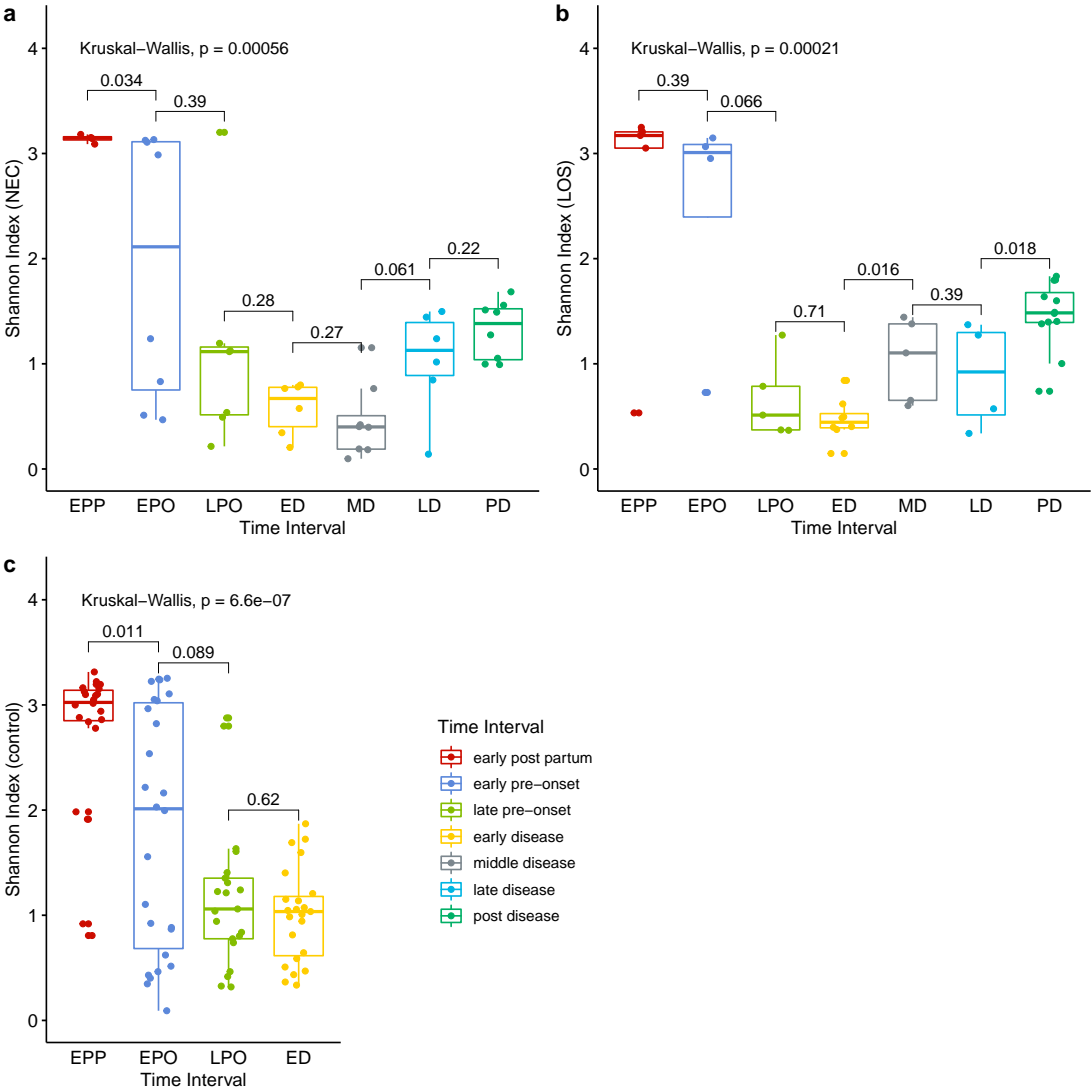 a
Shannon Index (NEC)
4
3
2
1
0
Kruskal−Wallis, p = 0.00056
0.034
0.39
0.28
0.27
0.061
0.22
EPP EPO LPO ED MD LD PD
Time Interval
b
Shannon Index (LOS)
4
3
2
1
0
Kruskal−Wallis, p = 0.00021
0.39
0.066
0.71
0.016
0.39
0.018
EPP EPO LPO ED MD LD PD
Time Interval
c
Shannon Index (control)
4
3
2
1
0
Kruskal−Wallis, p = 6.6e−07
0.011
0.089
0.62
EPP EPO LPO ED
Time Interval
Time Interval
early post partum
early pre−onset
late pre−onset
early disease
middle disease
late disease
post disease